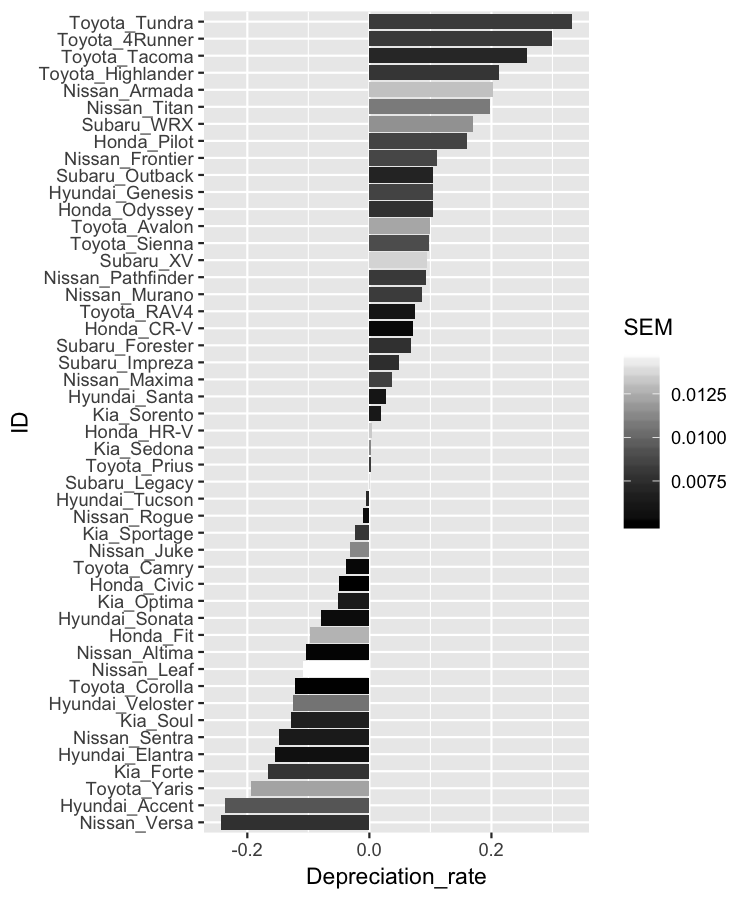 Toyota_Tundra
Toyota_4Runner
Toyota_Tacoma
Toyota_Highlander
Nissan_Armada
Nissan_Titan
Subaru_WRX
Honda_Pilot
Nissan_Frontier
Subaru_Outback
Hyundai_Genesis
Honda_Odyssey
Toyota_Avalon
Toyota_Sienna
Subaru_XV
Nissan_Pathfinder
Nissan_Murano
Toyota_RAV4
Honda_CR-V
Subaru_Forester
Subaru_Impreza
Nissan_Maxima
Hyundai_Santa
Kia_Sorento
Honda_HR-V
Kia_Sedona
Toyota_Prius
Subaru_Legacy
Hyundai_Tucson
Nissan_Rogue
Kia_Sportage
Nissan_Juke
Toyota_Camry
Honda_Civic
Kia_Optima
Hyundai_Sonata
Honda_Fit
Nissan_Altima
Nissan_Leaf
Toyota_Corolla
Hyundai_Veloster
Kia_Soul
Nissan_Sentra
Hyundai_Elantra
Kia_Forte
Toyota_Yaris
Hyundai_Accent
Nissan_Versa
ID
-0.2 0.0 0.2
Depreciation_rate
SEM
0.0125
0.0100
0.0075